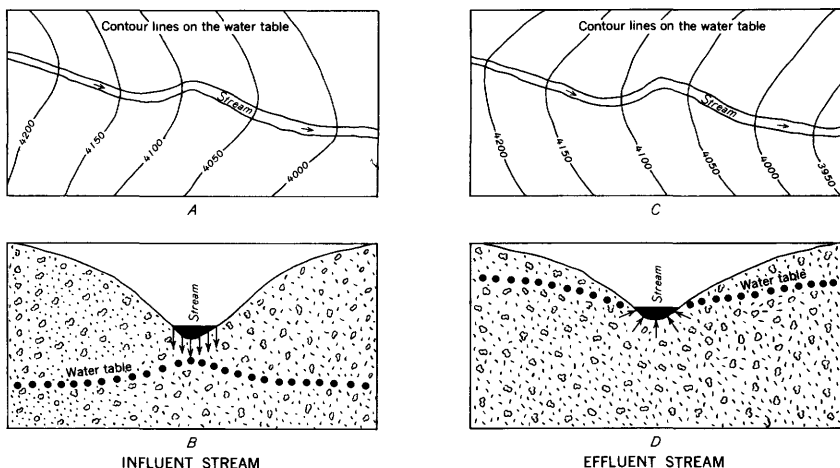 Contour lines on the water table
Stream
4200
4150
4100
4050
4000
A
Contour lines on the water table
Stream
4200
4150
4100
4050
4000
3950
C
Stream
Water table
B
INFLUENT STREAM
Stream
Water table
D
EFFLUENT STREAM